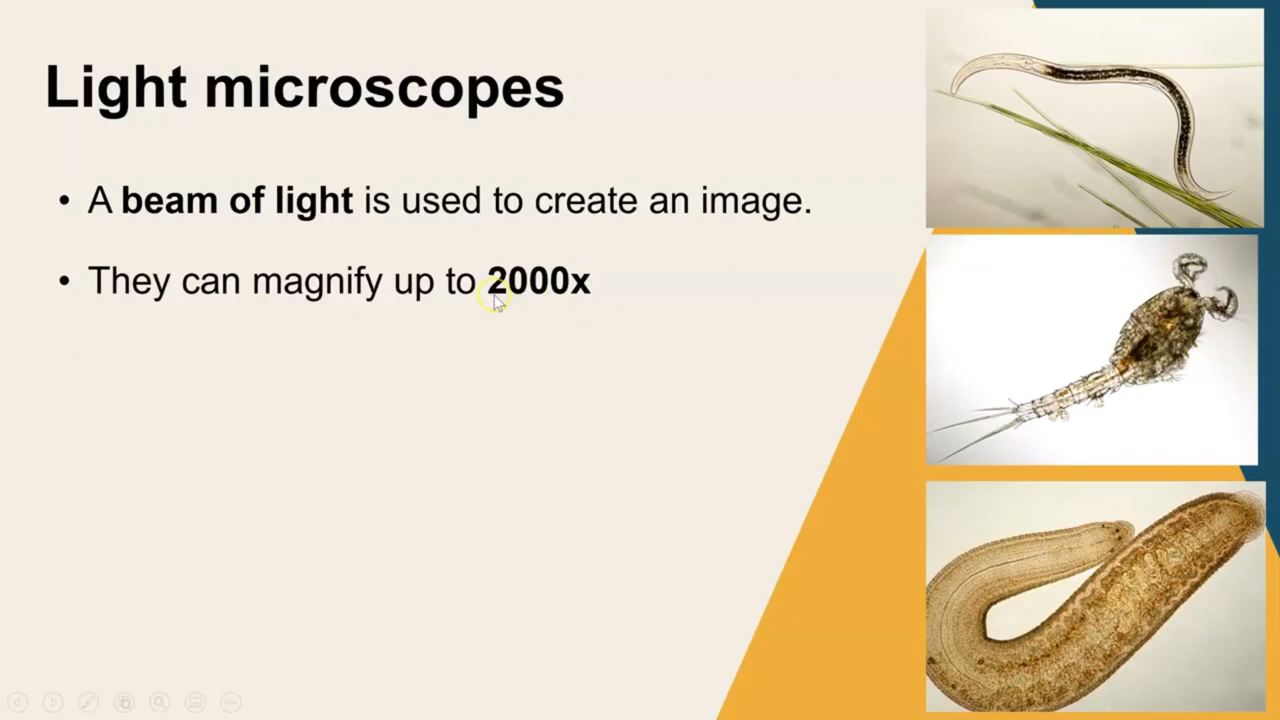 Light microscopes
• A beam of light is used to create an image.
• They can magnify up to 2000x